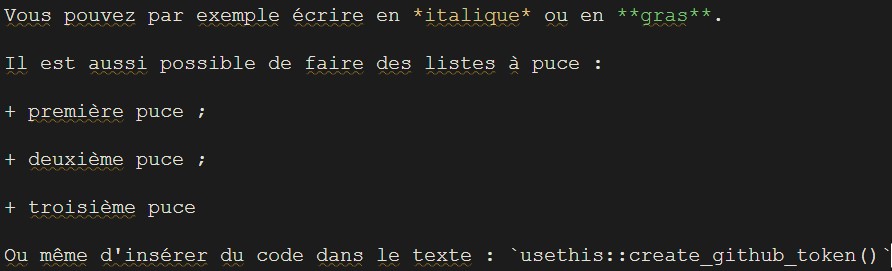 Vous pouvez par exemple écrire en *italique* ou en **gras**.
Il est aussi possible de faire des listes à puce :
+ première puce ;
+ deuxième puce ;
+ troisième puce
Ou même d'insérer du code dans le texte : `usethis::create_github_token()`